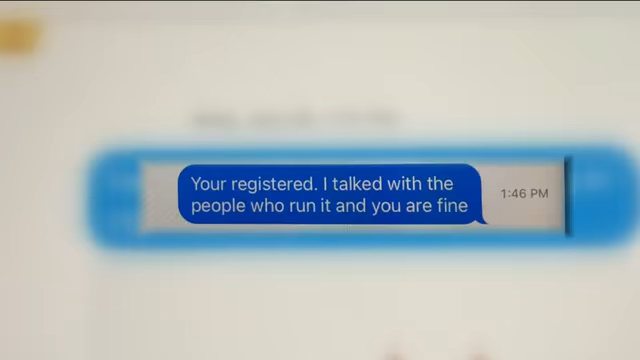 Your registered. I talked with the
people who run it and you are fine
1:46 PM